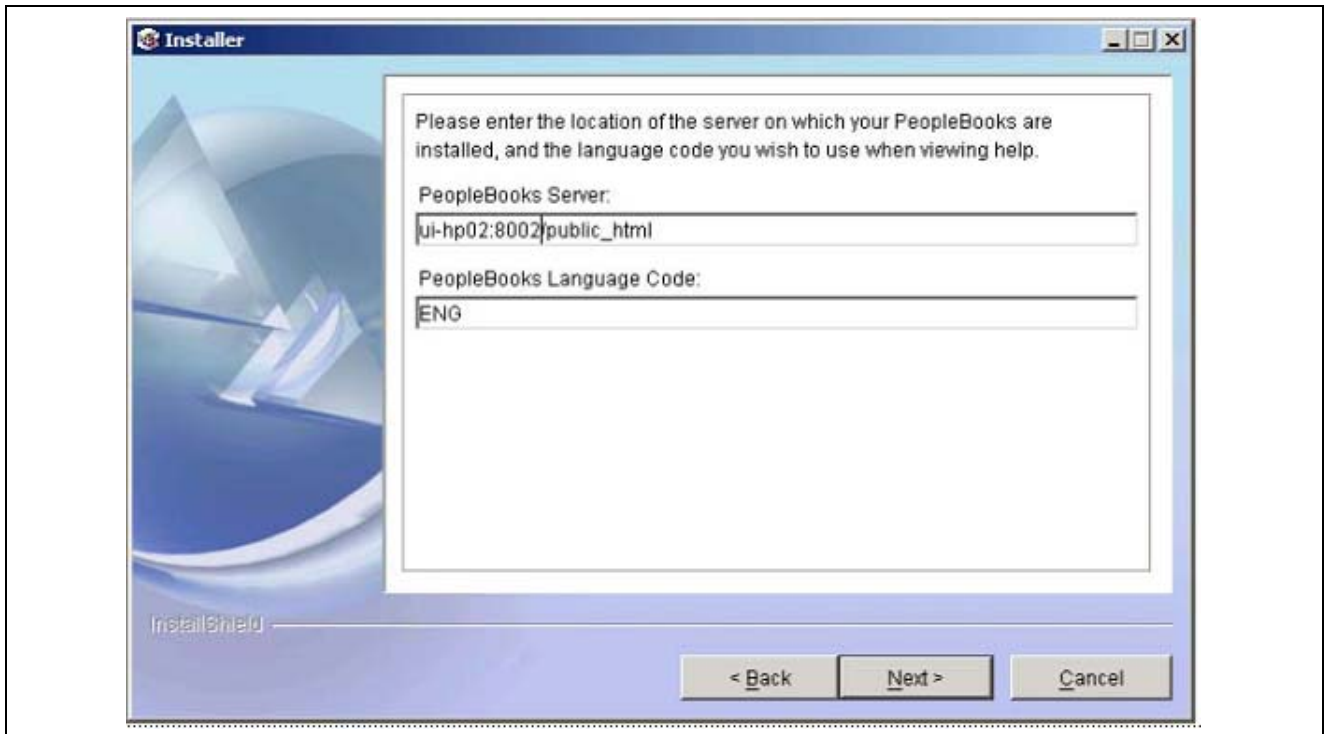 Installer
Please enter the location of the server on which your PeopleBooks are
installed, and the language code you wish to use when viewing help.
PeopleBooks Server:
ui-hp02:8002/public_html
PeopleBooks Language Code:
ENG
InstallShield
< Back Next > Cancel